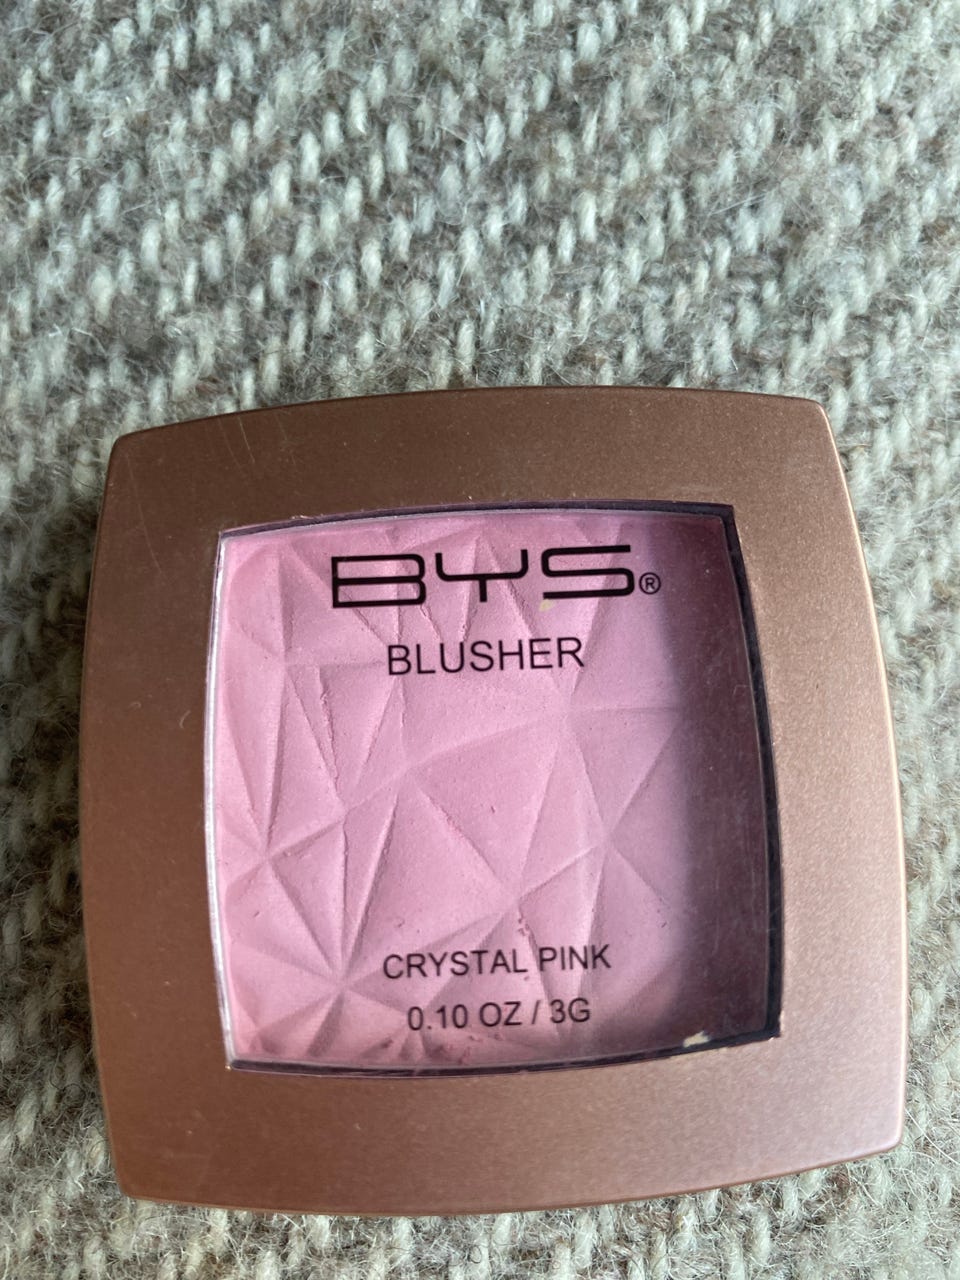 BYS®
BLUSHER
CRYSTAL PINK
0.10 OZ / 3G